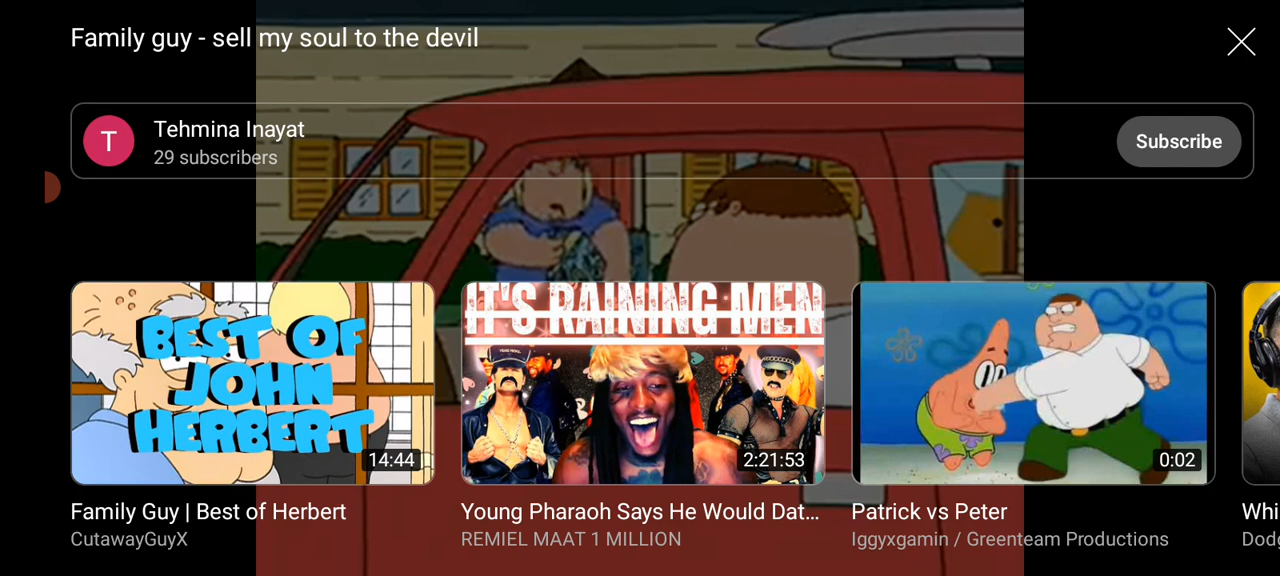 Family guy - sell my soul to the devil
T
Tehmina Inayat
29 subscribers
Subscribe
BEST OF
JOHN
HERBERT
14:44
IT'S RAINING MEN
2:21:53
0:02
Family Guy | Best of Herbert
CutawayGuyX
Young Pharaoh Says He Would Dat...
REMIEL MAAT 1 MILLION
Patrick vs Peter
Iggyxgamin / Greenteam Productions
Whi
Dodg